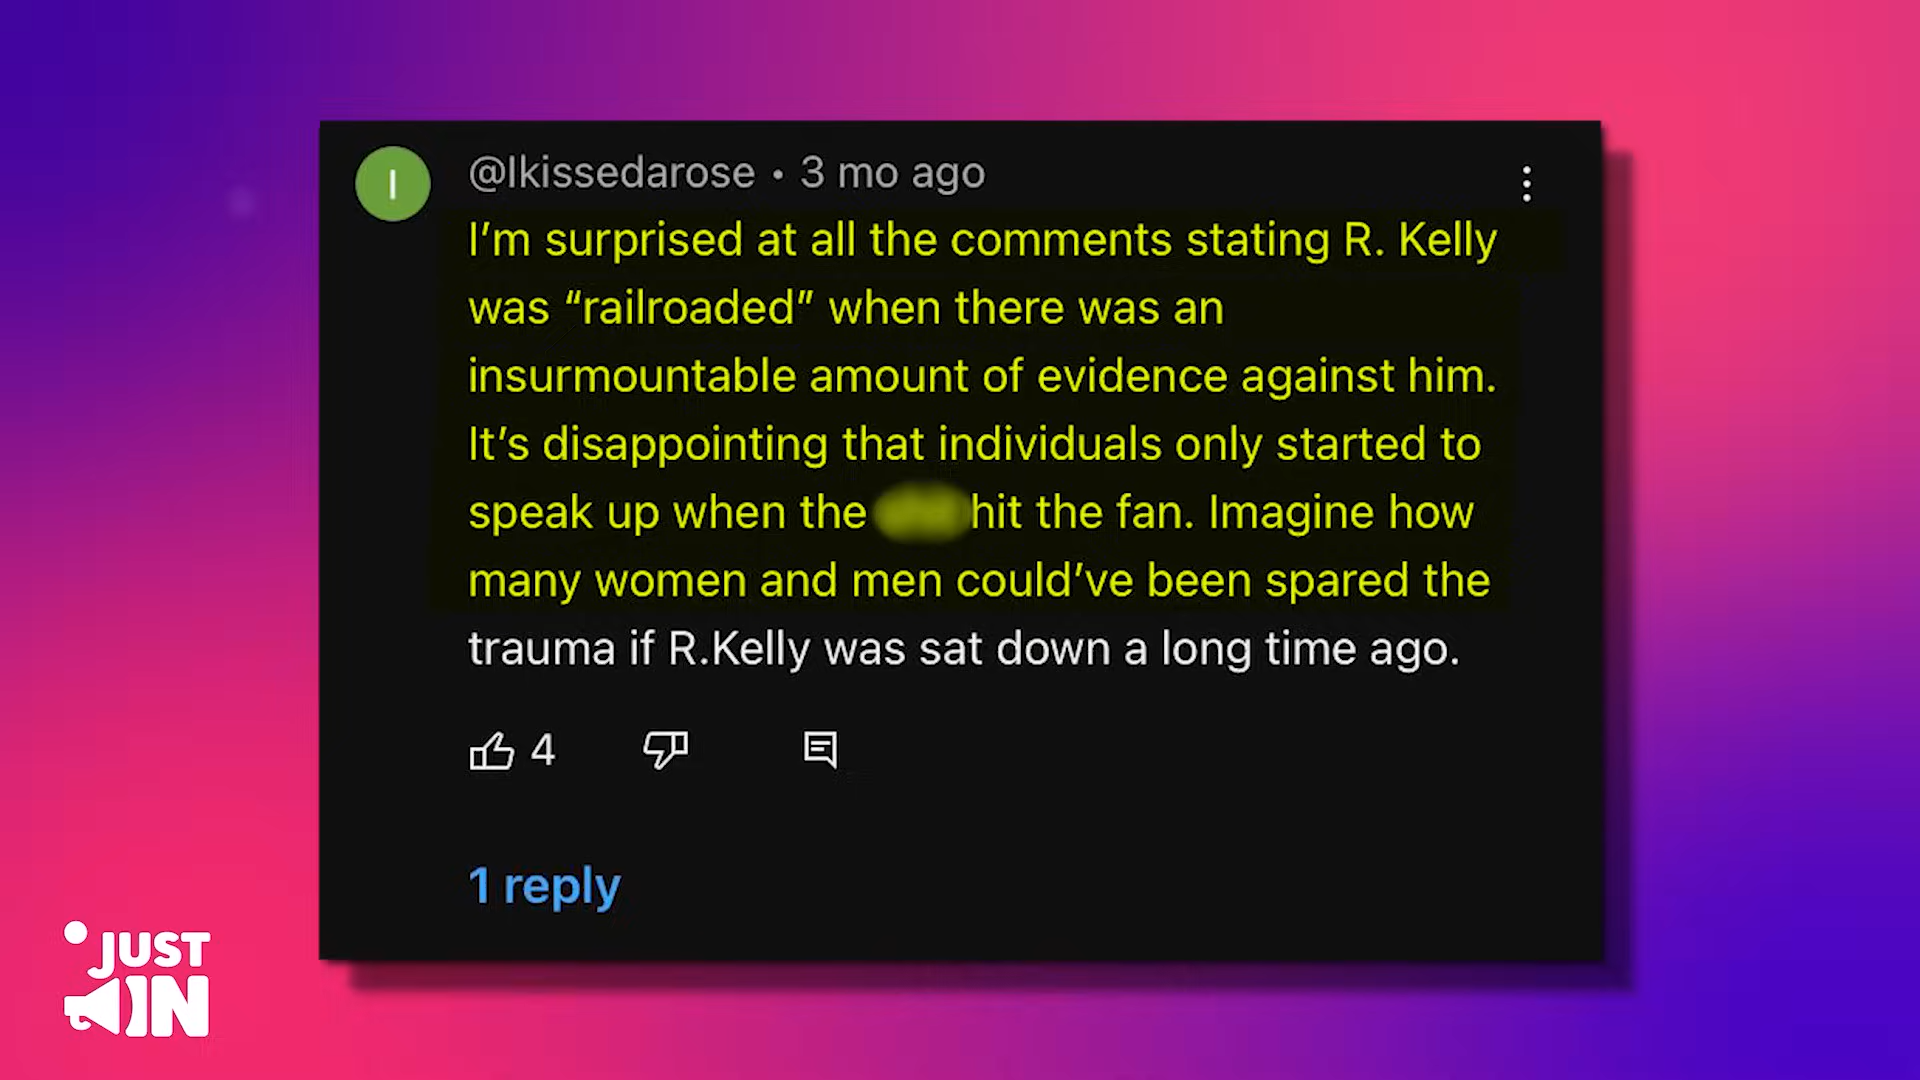 I
@Ikissedarose • 3 mo ago
I’m surprised at all the comments stating R. Kelly
was “railroaded” when there was an
insurmountable amount of evidence against him.
It’s disappointing that individuals only started to
speak up when the hit the fan. Imagine how
many women and men could’ve been spared the
trauma if R.Kelly was sat down a long time ago.
4
1 reply
JUST
IN